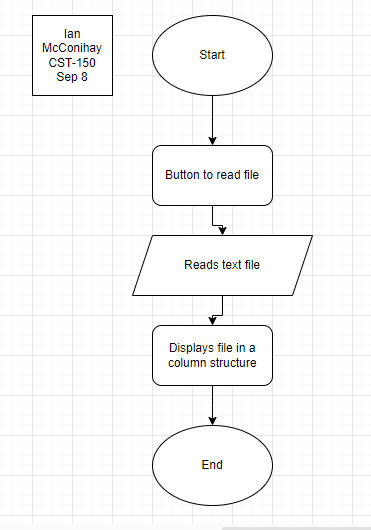 Ian
McConihay
CST-150
Sep 8
Start
Button to read file
Reads text file
Displays file in a
column structure
End